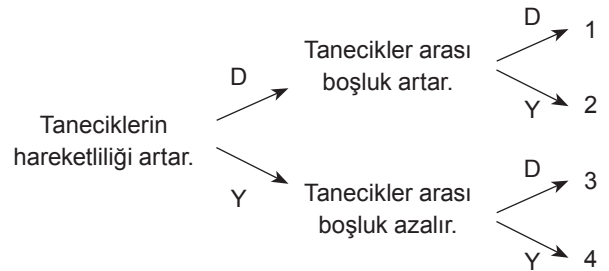 Taneciklerin
hareketliliği artar.
D
Y
Tanecikler arası
boşluk artar.
D
1
Y
2
Tanecikler arası
boşluk azalır.
D
3
Y
4